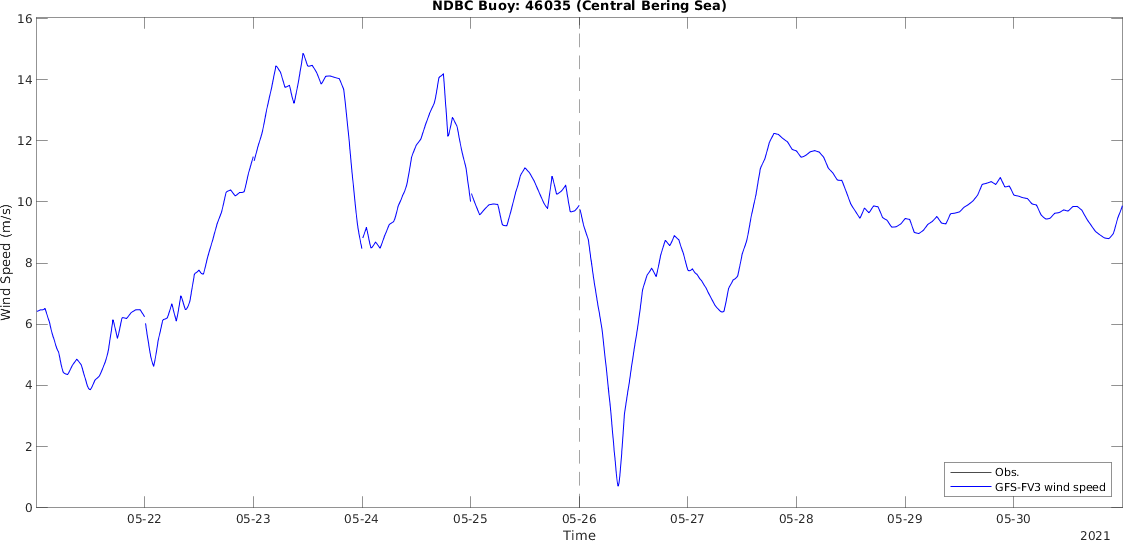 NDBC Buoy: 46035 (Central Bering Sea)
16
14
12
10
8
6
4
2
0
Wind Speed (m/s)
Obs.
GFS-FV3 wind speed
05-22 05-23 05-24 05-25 05-26 05-27 05-28 05-29 05-30
Time
2021